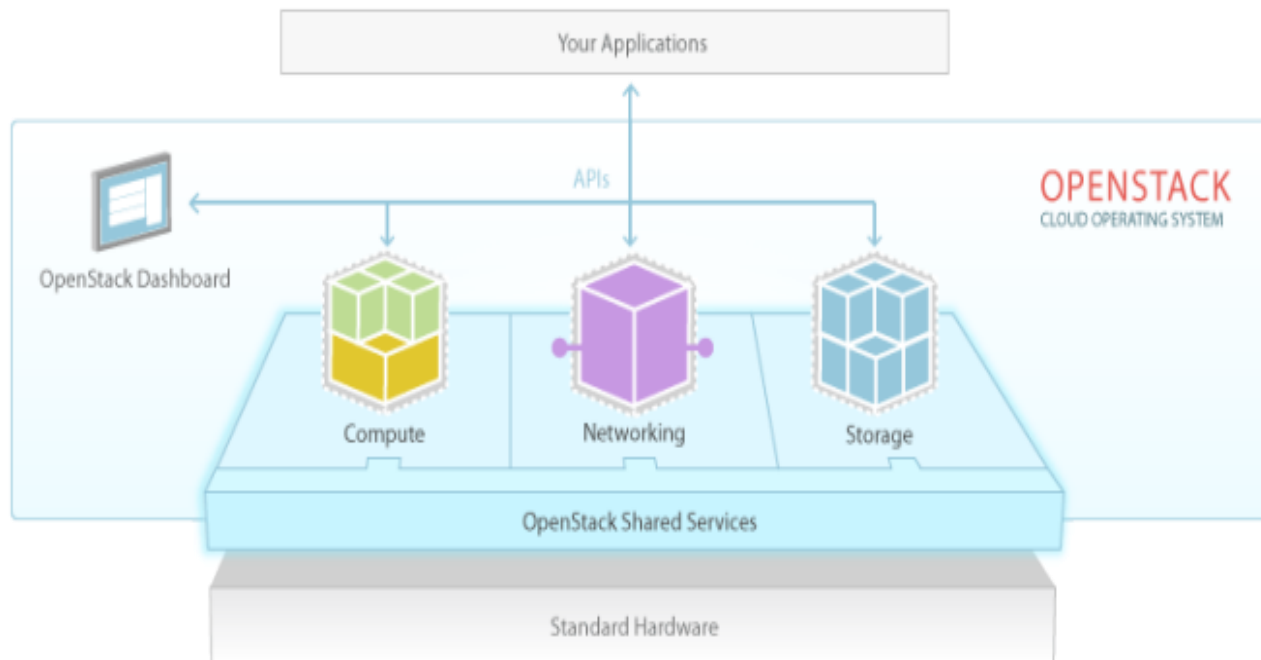 Your Applications
APIs
OPENSTACK
CLOUD OPERATING SYSTEM
OpenStack Dashboard
Compute
Networking
Storage
OpenStack Shared Services
Standard Hardware